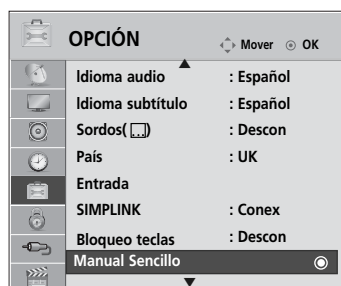 OPCIÓN Mover OK
Idioma audio : Español
Idioma subtítulo : Español
Sordos( ) : Descon
País : UK
Entrada
SIMPLINK : Conex
Bloqueo teclas : Descon
Manual Sencillo